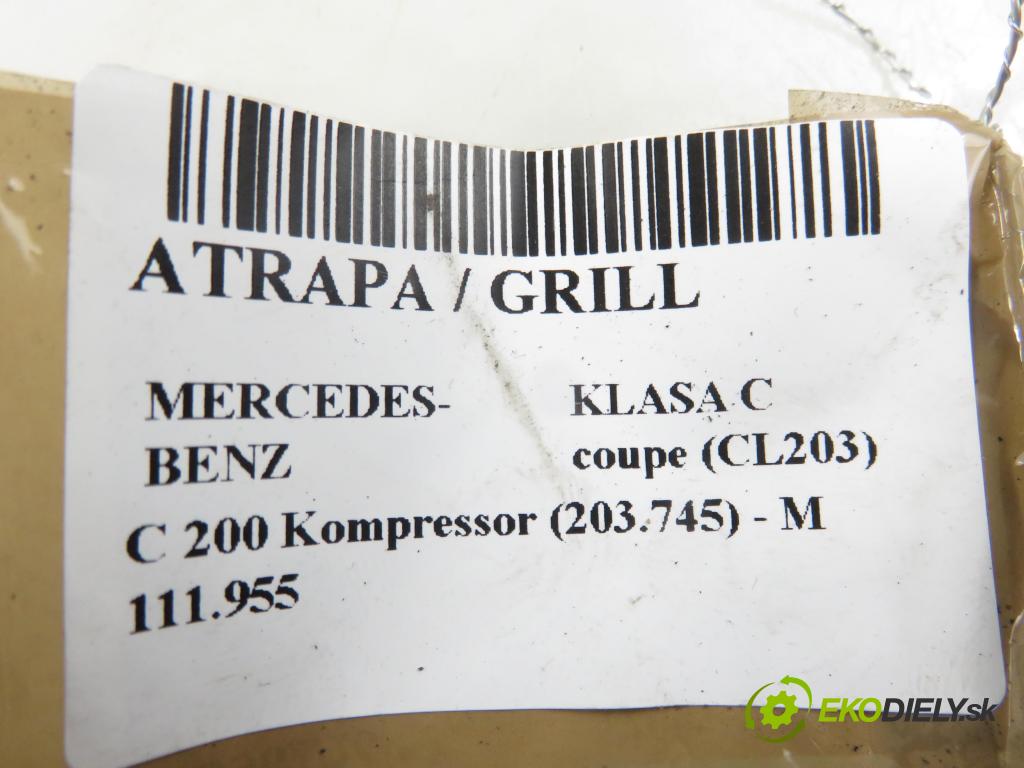 ATRAPA / GRILL
MERCEDES-
BENZ
KLASA C
coupe (CL203)
C 200 Kompressor (203.745) - M
111.955
EKODIELY.sk